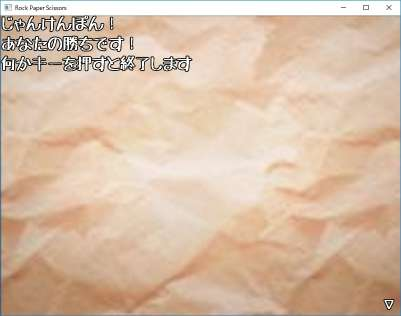 Rock Paper Scissors
じゃんけんぽん！
あなたの勝ちです！
何かキーを押すと終了します
▽